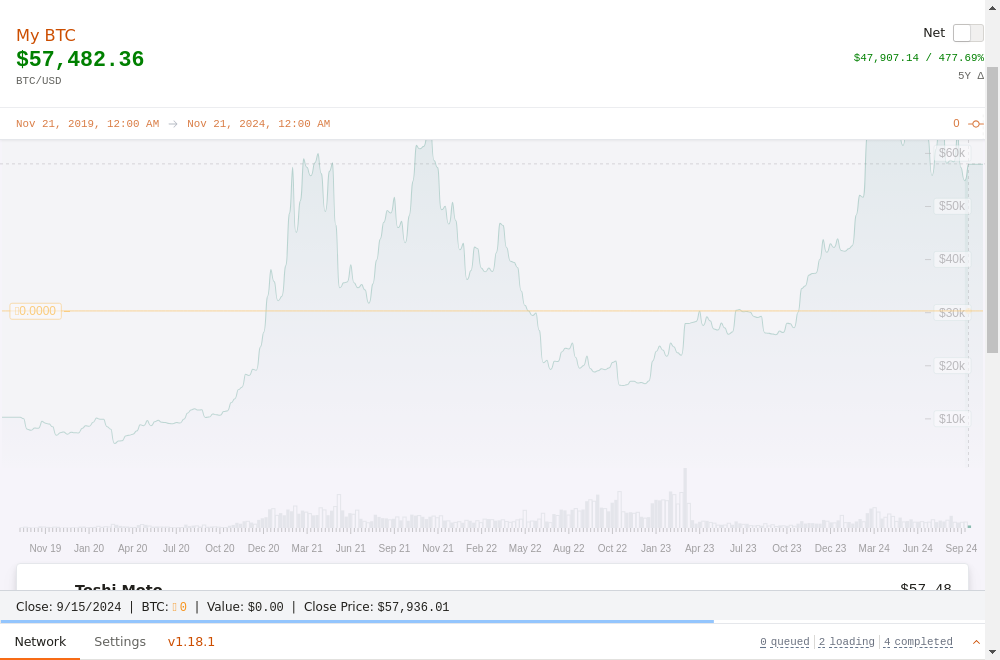 My BTC
Net
$57,482.36
$47,907.14 / 477.69%
BTC/USD
5Y Δ
Nov 21, 2019, 12:00 AM → Nov 21, 2024, 12:00 AM
0
$60k
$50k
$40k
0.0000
$30k
$20k
$10k
Nov 19 Jan 20 Apr 20 Jul 20 Oct 20 Dec 20 Mar 21 Jun 21 Sep 21 Nov 21 Feb 22 May 22 Aug 22 Oct 22 Jan 23 Apr 23 Jul 23 Oct 23 Dec 23 Mar 24 Jun 24 Sep 24
Toshi Moto
$57,48
Close: 9/15/2024 | BTC: 0 | Value: $0.00 | Close Price: $57,936.01
Network Settings v1.18.1
0 queued 2 loading 4 completed